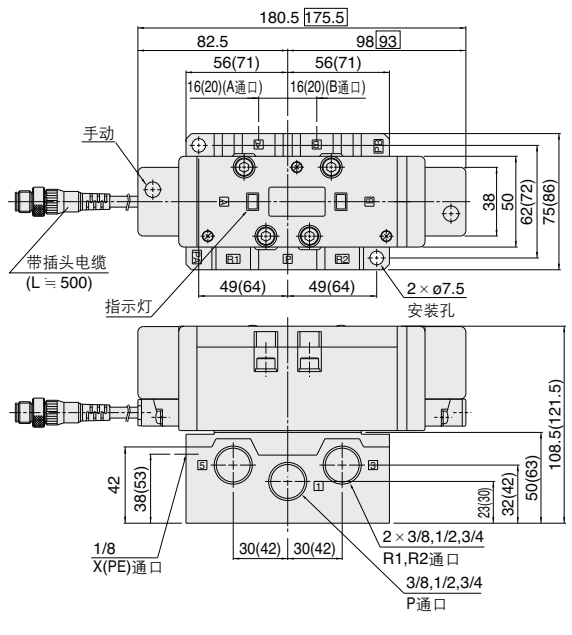 180.5 175.5
82.5
98 93
56(71)
56(71)
16(20)(A通口)
16(20)(B通口)
手动
38
50
62(72)
75(86)
R1
P
R2
带插头电缆
(L≒500)
指示灯
49(64)
49(64)
2×ø7.5
安装孔
5
3
1
42
38(53)
23(30)
32(42)
50(63)
108.5(121.5)
1/8
X(PE)通口
30(42)
30(42)
2×3/8,1/2,3/4
R1,R2通口
3/8,1/2,3/4
P通口